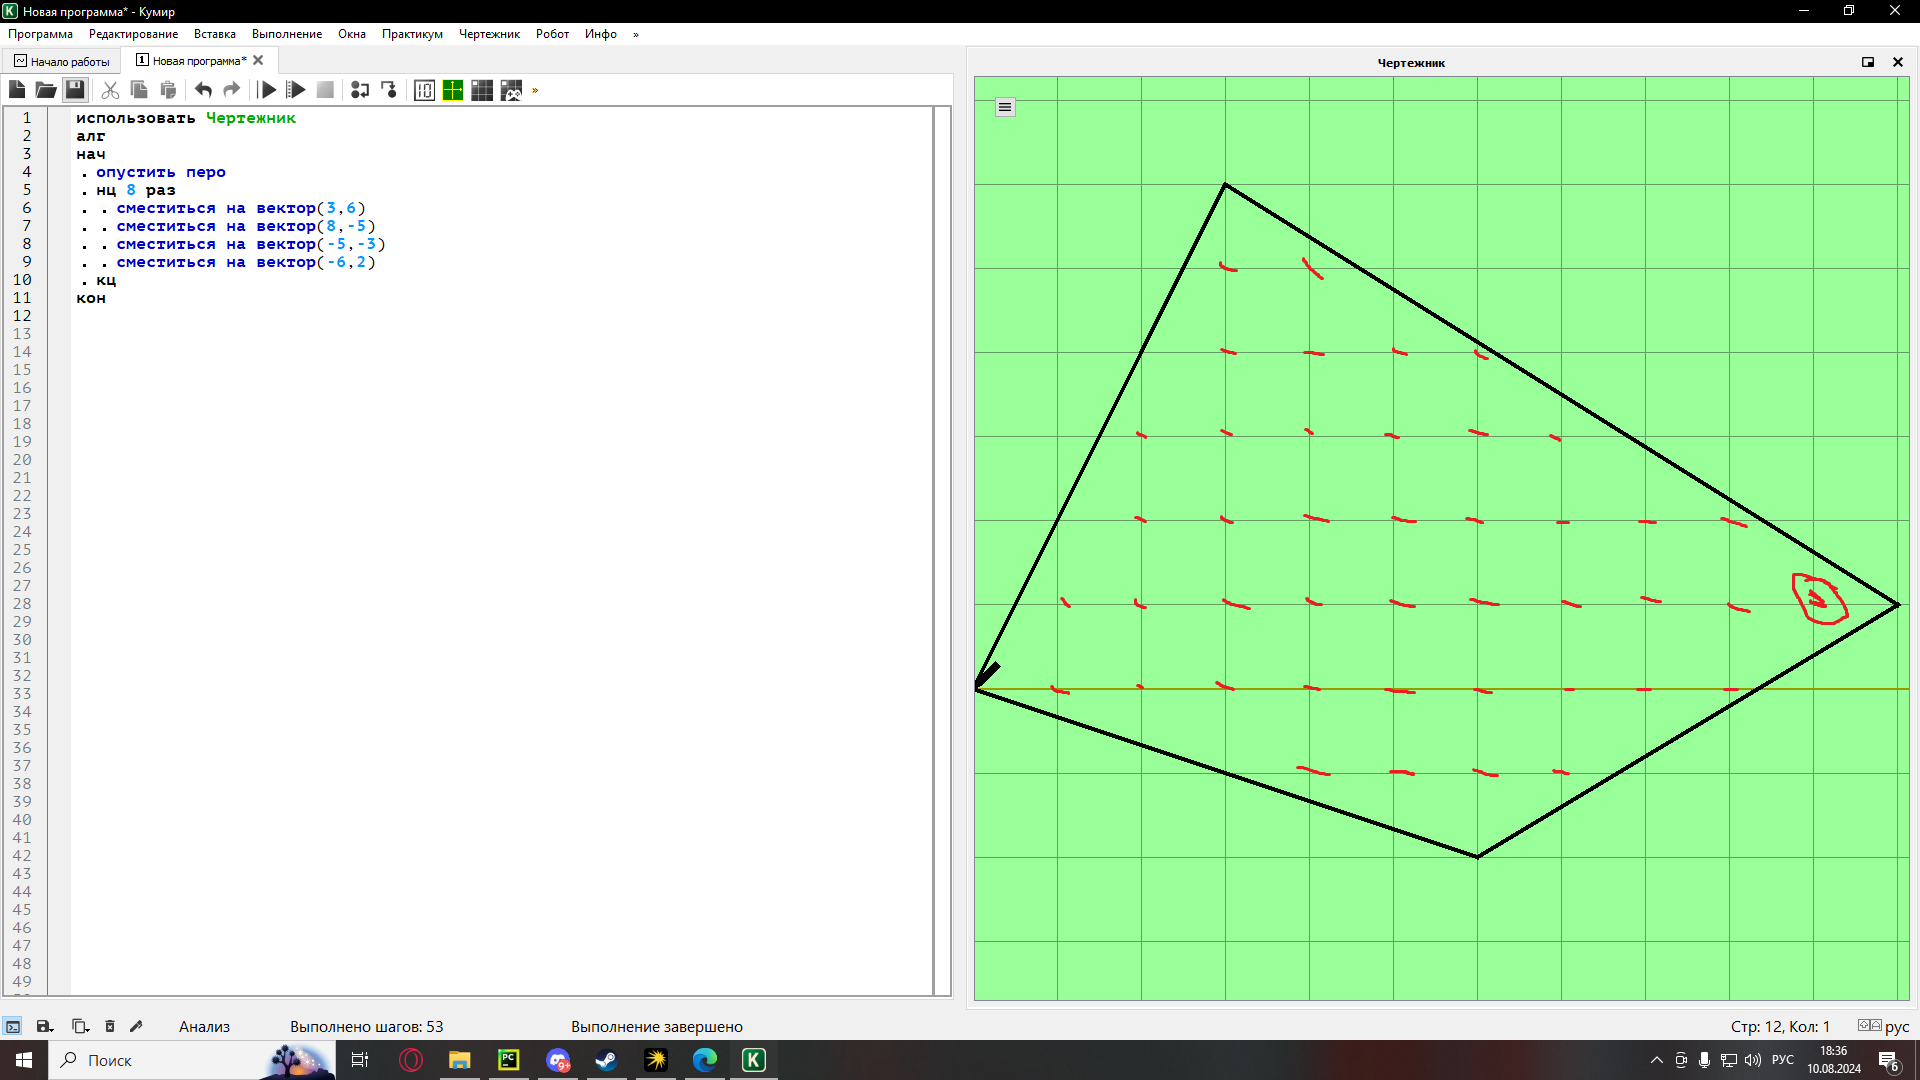 Новая программа* - Кумир
Программа Редактирование Вставка Выполнение Окна Практикум Чертежник Робот Инфо »
Начало работы 1 Новая программа*
Чертежник
»
1 использовать Чертежник
2 алг
3 нач
4 . опустить перо
5 . нц 8 раз
6 . . сместиться на вектор(3,6)
7 . . сместиться на вектор(8,-5)
8 . . сместиться на вектор(-5,-3)
9 . . сместиться на вектор(-6,2)
10 . кц
11 кон
12
13
14
15
16
17
18
19
20
21
22
23
24
25
26
27
28
29
30
31
32
33
34
35
36
37
38
39
40
41
42
43
44
45
46
47
48
49
Анализ Выполнено шагов: 53 Выполнение завершено Стр: 12, Кол: 1 рус
Поиск PC 9+ K РУС 18:36
10.08.2024 6